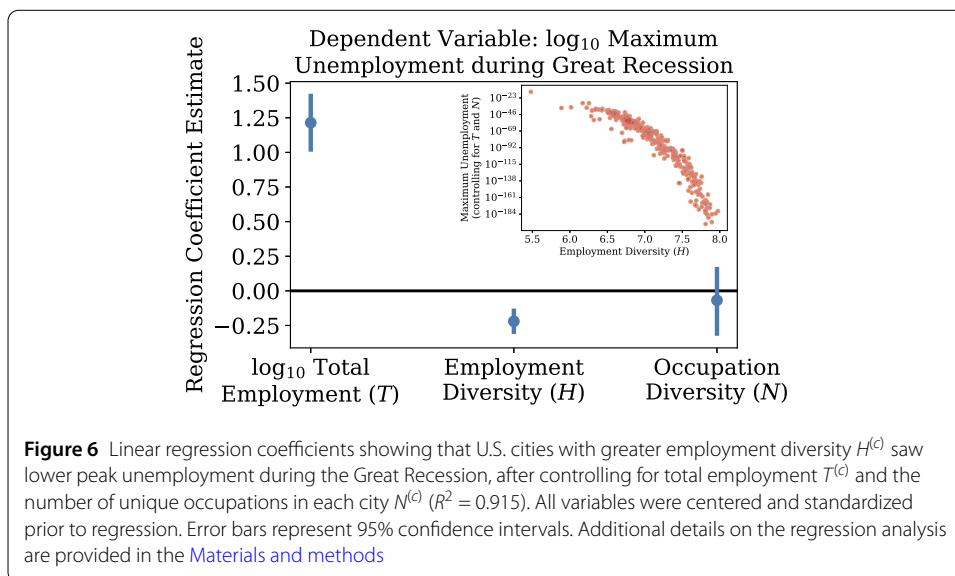 Dependent Variable: log₁₀ Maximum
Unemployment during Great Recession
Regression Coefficient Estimate
1.50
1.25
1.00
0.75
0.50
0.25
0.00
−0.25
Maximum Unemployment
(controlling for T and N)
10⁻²³
10⁻⁴⁶
10⁻⁶⁹
10⁻⁹²
10⁻¹¹⁵
10⁻¹³⁸
10⁻¹⁶¹
10⁻¹⁸⁴
5.5 6.0 6.5 7.0 7.5 8.0
Employment Diversity (H)
log₁₀ Total
Employment (T)
Employment
Diversity (H)
Occupation
Diversity (N)
Figure 6 Linear regression coefficients showing that U.S. cities with greater employment diversity H⁽ᶜ⁾ saw
lower peak unemployment during the Great Recession, after controlling for total employment T⁽ᶜ⁾ and the
number of unique occupations in each city N⁽ᶜ⁾ (R² = 0.915). All variables were centered and standardized
prior to regression. Error bars represent 95% confidence intervals. Additional details on the regression analysis
are provided in the Materials and methods